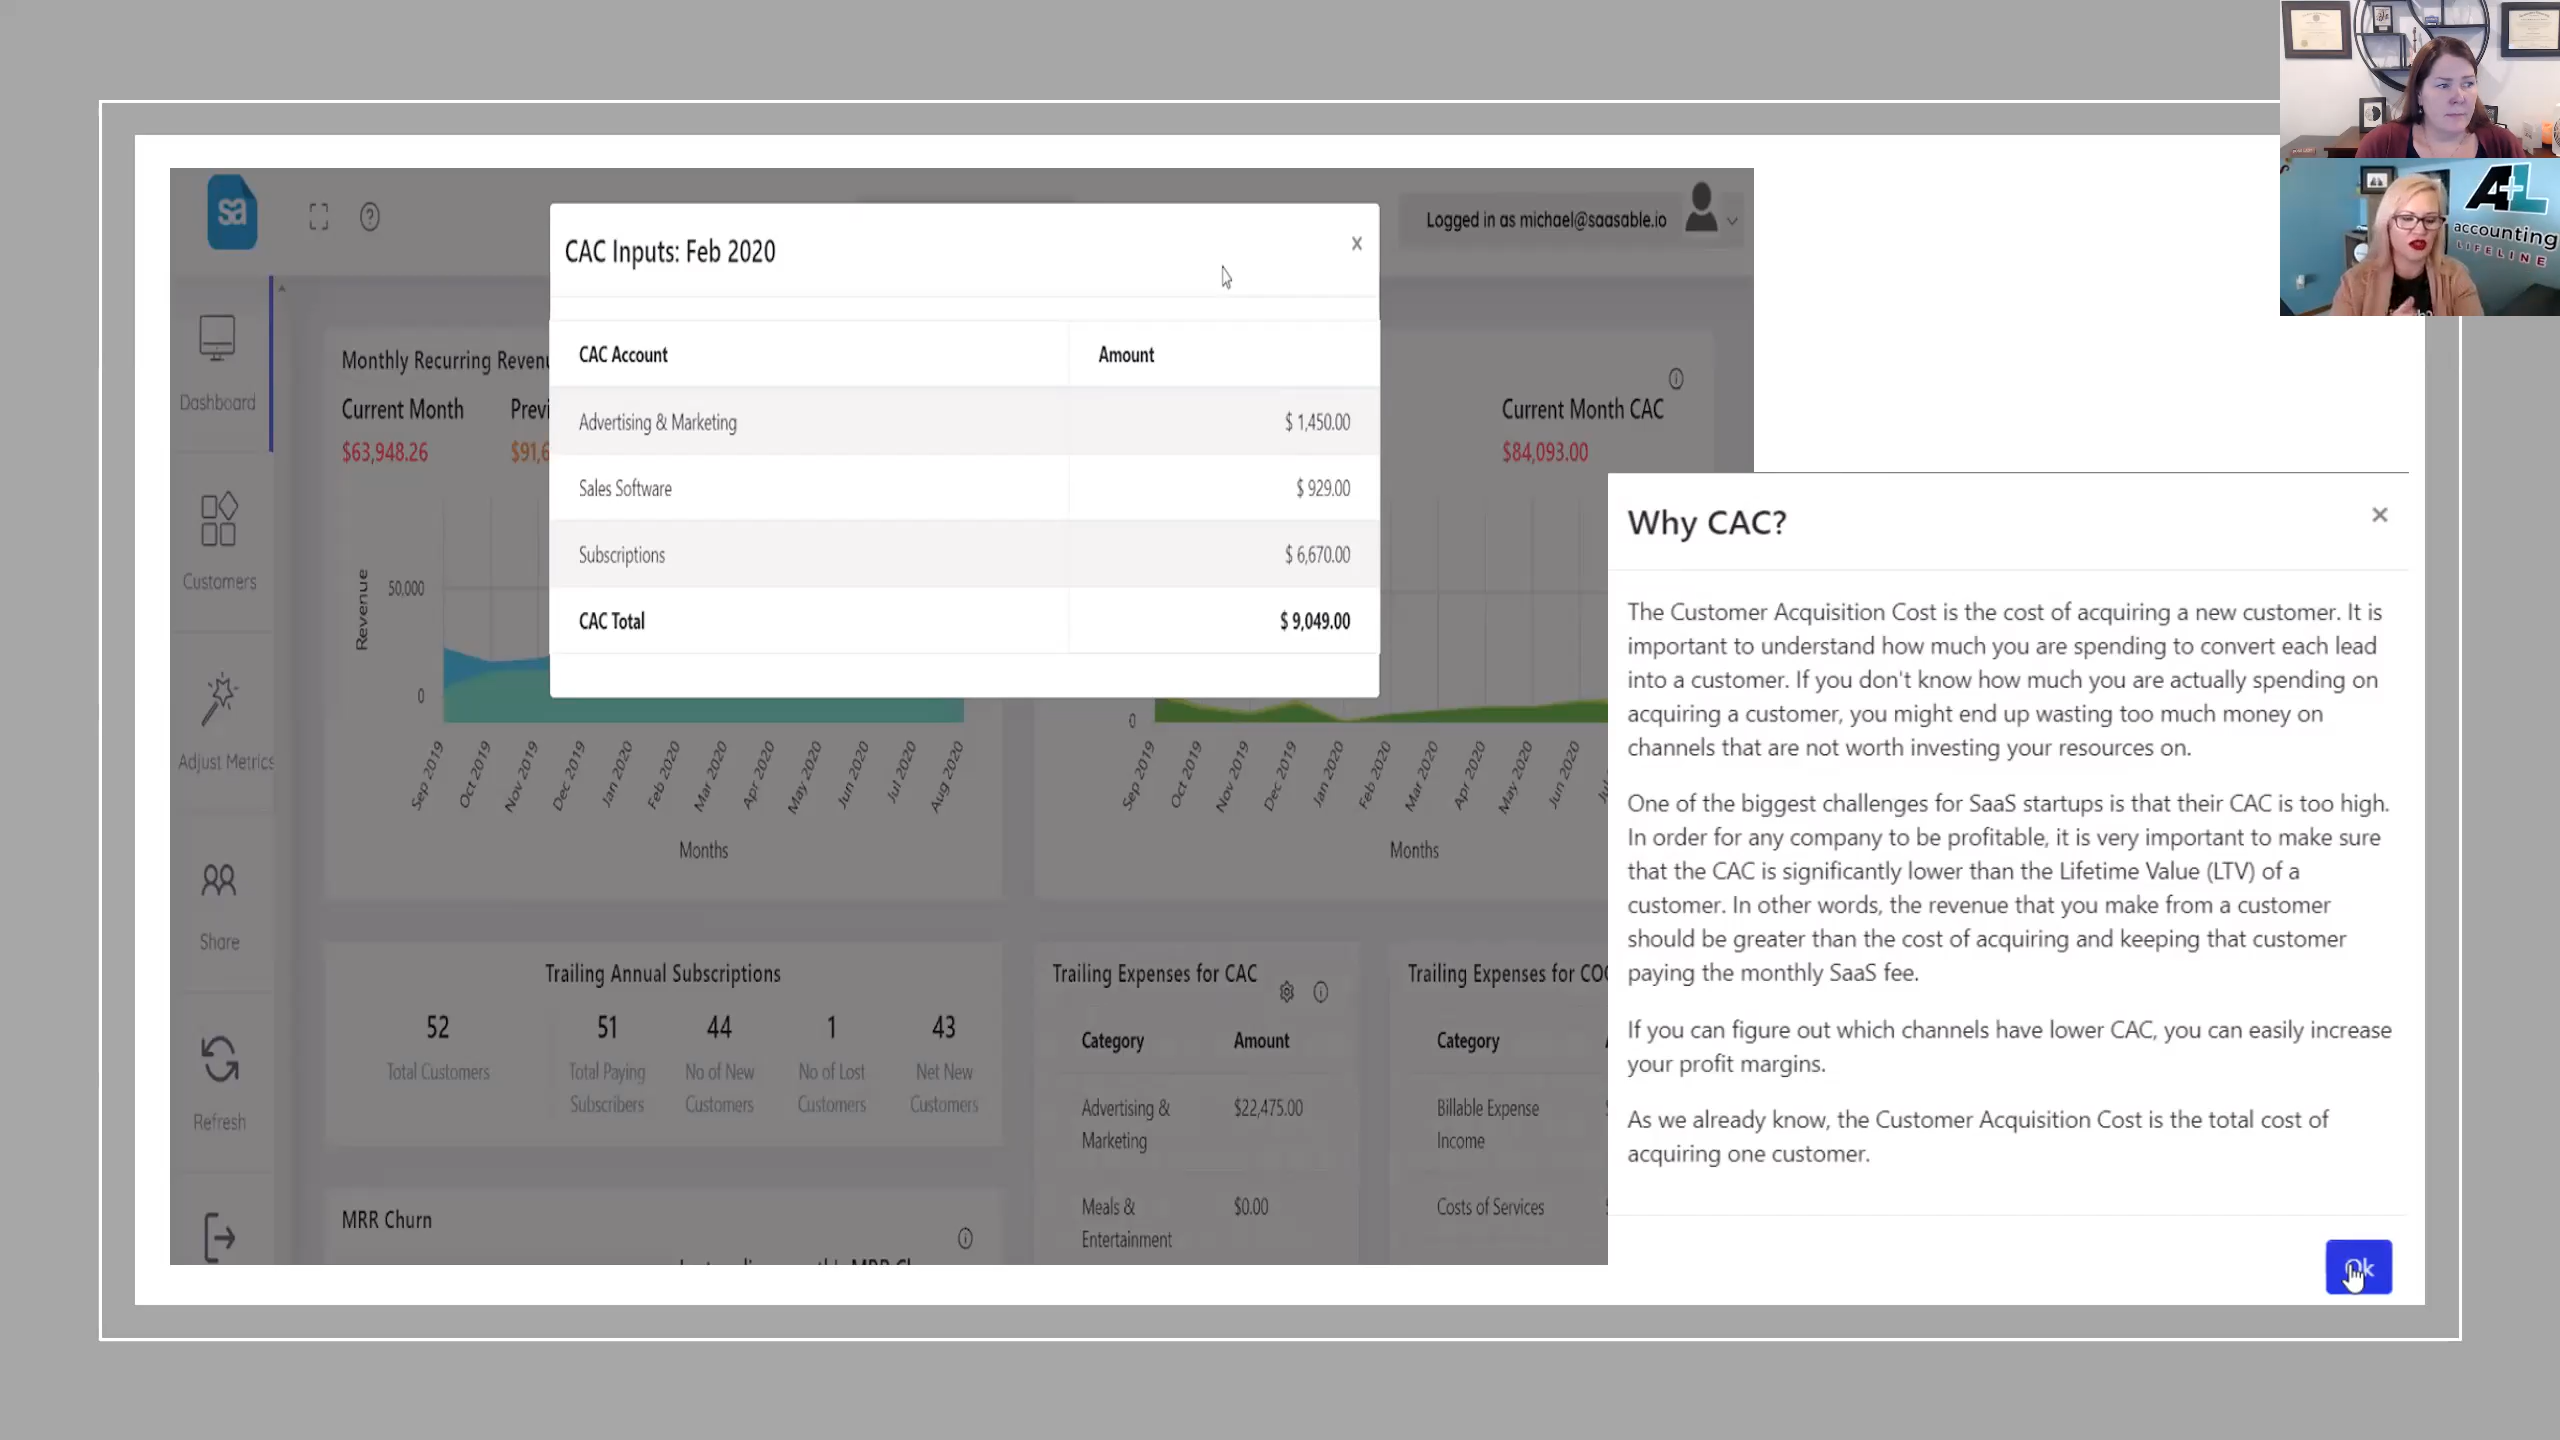 sa
Logged in as michael@saasable.io
Dashboard
Customers
Adjust Metrics
Share
Refresh
Monthly Recurring
Current Month
$63,948.26
Revenue
50,000
0
Sep 2019
Oct 2019
Nov 2019
Dec 2019
Jan 2020
Feb 2020
Mar 2020
Apr 2020
May 2020
Jun 2020
Jul 2020
Aug 2020
Months
CAC Inputs: Feb 2020
x
CAC Account Amount
Advertising & Marketing $ 1,450.00
Sales Software $ 929.00
Subscriptions $ 6,670.00
CAC Total $ 9,049.00
Current Month CAC
$84,093.00
0
Sep 2019
Oct 2019
Nov 2019
Dec 2019
Jan 2020
Feb 2020
Mar 2020
Apr 2020
May 2020
Jun 2020
Months
Trailing Annual Subscriptions
52 51 44 1 43
Total Customers
Total Paying
Subscribers
No of New
Customers
No of Lost
Customers
Net New
Customers
MRR Churn
Trailing Expenses for CAC
Category Amount
Advertising & $22,475.00
Marketing
Meals & $0.00
Entertainment
Trailing Expenses for
Category
Billable Expense
Income
Costs of Services
Why CAC?
×
The Customer Acquisition Cost is the cost of acquiring a new customer. It is
important to understand how much you are spending to convert each lead
into a customer. If you don't know how much you are actually spending on
acquiring a customer, you might end up wasting too much money on
channels that are not worth investing your resources on.
One of the biggest challenges for SaaS startups is that their CAC is too high.
In order for any company to be profitable, it is very important to make sure
that the CAC is significantly lower than the Lifetime Value (LTV) of a
customer. In other words, the revenue that you make from a customer
should be greater than the cost of acquiring and keeping that customer
paying the monthly SaaS fee.
If you can figure out which channels have lower CAC, you can easily increase
your profit margins.
As we already know, the Customer Acquisition Cost is the total cost of
acquiring one customer.
Ok
A+L
accounting
LIFELINE